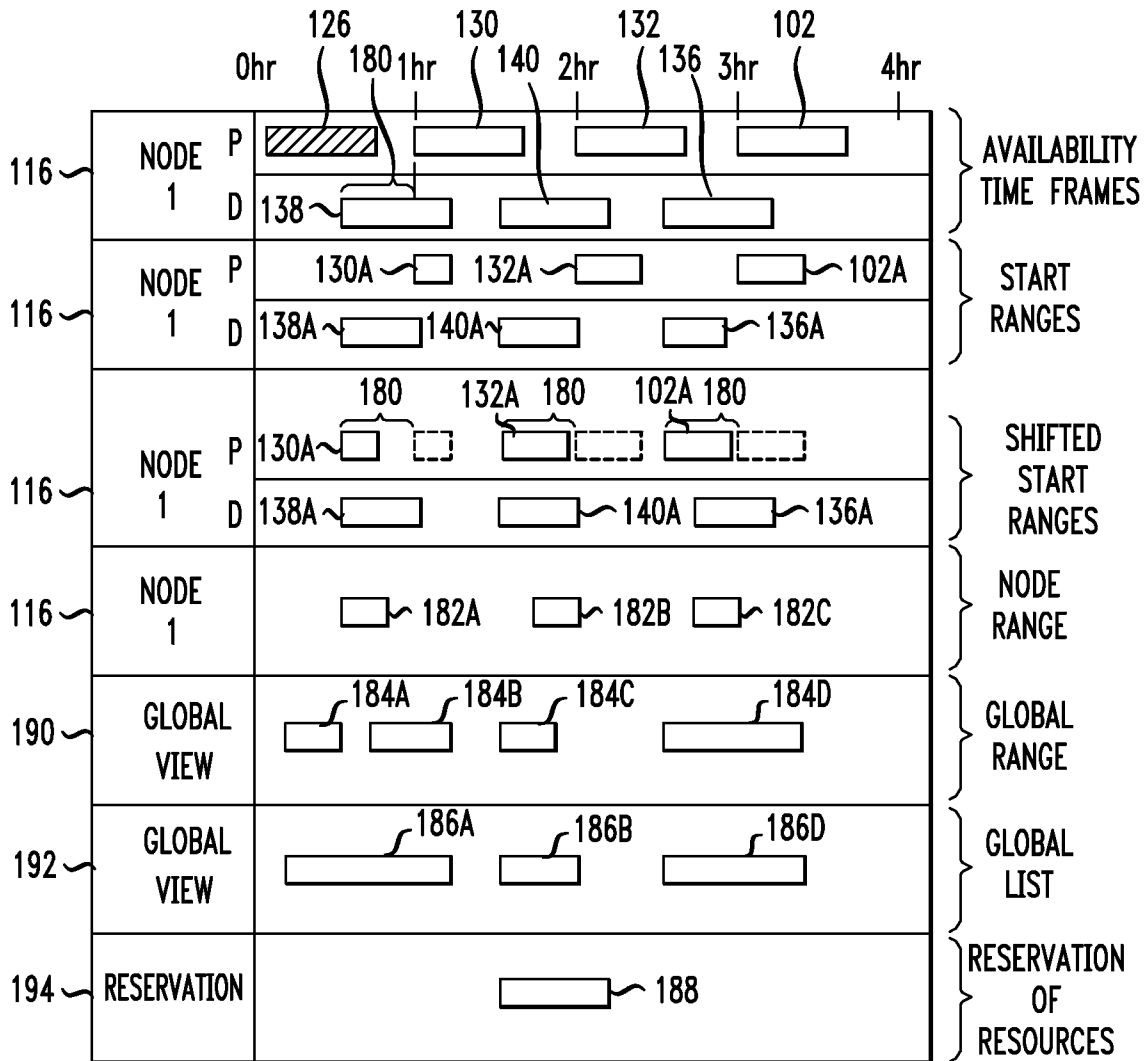 126 130 132 102
0hr 180 1hr 140 2hr 136 3hr 4hr
116 NODE 1 P D 138 AVAILABILITY TIME FRAMES
116 NODE 1 P 130A 132A 102A START RANGES
D 138A 140A 136A
180 132A 180 102A 180
116 NODE 1 P 130A SHIFTED START RANGES
D 138A 140A 136A
116 NODE 1 182A 182B 182C NODE RANGE
190 GLOBAL VIEW 184A 184B 184C 184D GLOBAL RANGE
192 GLOBAL VIEW 186A 186B 186D GLOBAL LIST
194 RESERVATION 188 RESERVATION OF RESOURCES